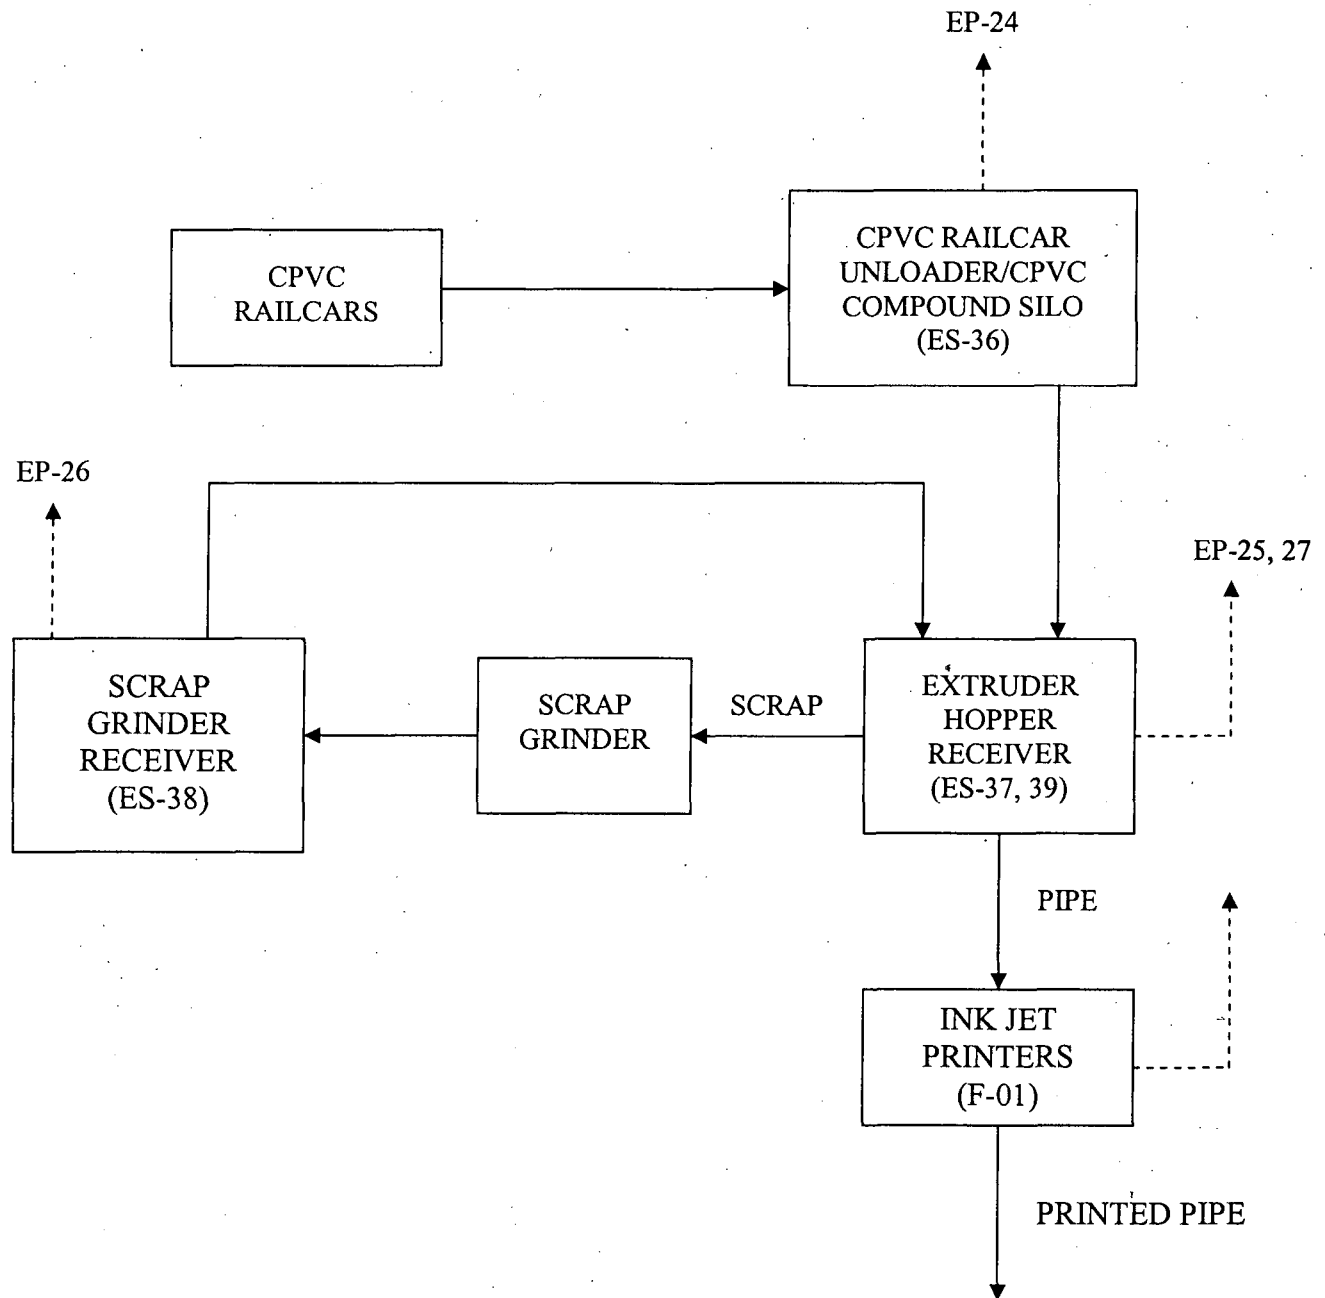 EP-24
CPVC
RAILCARS
CPVC RAILCAR
UNLOADER/CPVC
COMPOUND SILO
(ES-36)
EP-26
EP-25, 27
SCRAP
GRINDER
RECEIVER
(ES-38)
SCRAP
GRINDER
SCRAP
EXTRUDER
HOPPER
RECEIVER
(ES-37, 39)
PIPE
INK JET
PRINTERS
(F-01)
PRINTED PIPE